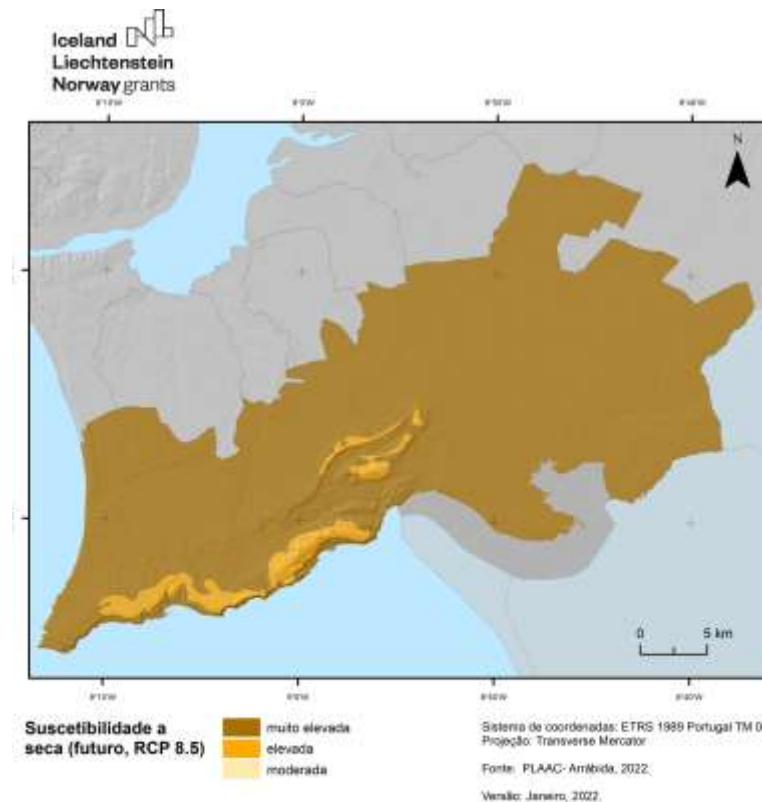 Iceland
Liechtenstein
Norway grants
N
0 5 km
Suscetibilidade a
seca (futuro, RCP 8.5)
muito elevada
elevada
moderada
Sistema de coordenadas: ETRS 1989 Portugal TM 0
Projeção: Transverse Mercator
Fonte: PLAAC- Arrábida, 2022.
Versão: Janeiro, 2022.